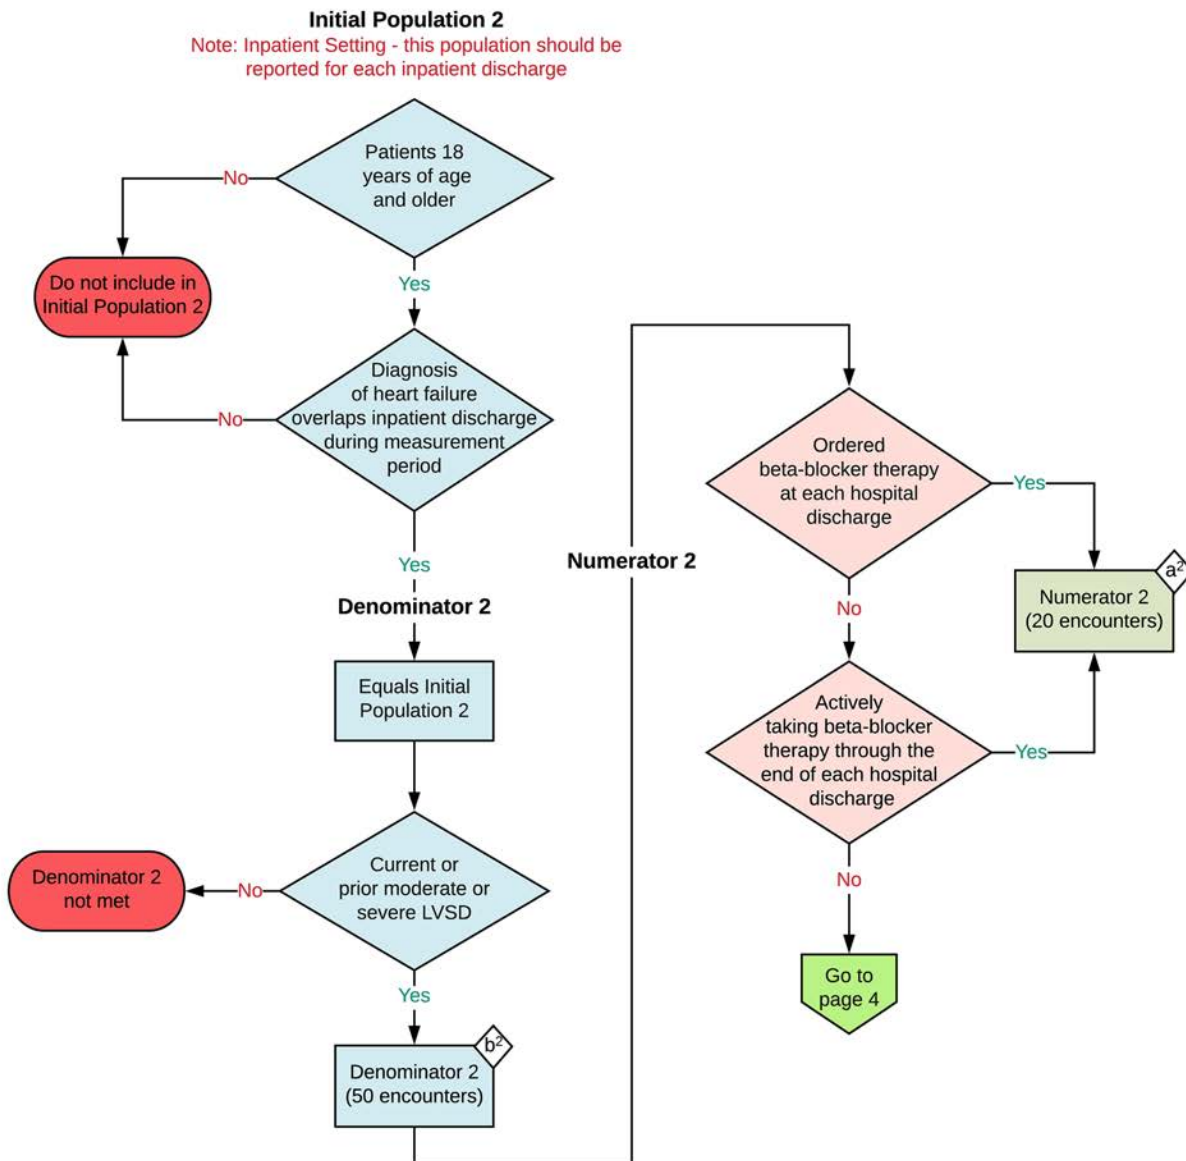 Initial Population 2
Note: Inpatient Setting - this population should be
reported for each inpatient discharge
Patients 18
years of age
and older
No
Do not include in
Initial Population 2
Yes
Diagnosis
of heart failure
overlaps inpatient discharge
during measurement
period
No
Yes
Denominator 2
Equals Initial
Population 2
Current or
prior moderate or
severe LVSD
No
Denominator 2
not met
Yes
b²
Denominator 2
(50 encounters)
Numerator 2
Ordered
beta-blocker therapy
at each hospital
discharge
Yes
a²
Numerator 2
(20 encounters)
No
Actively
taking beta-blocker
therapy through the
end of each hospital
discharge
Yes
No
Go to
page 4